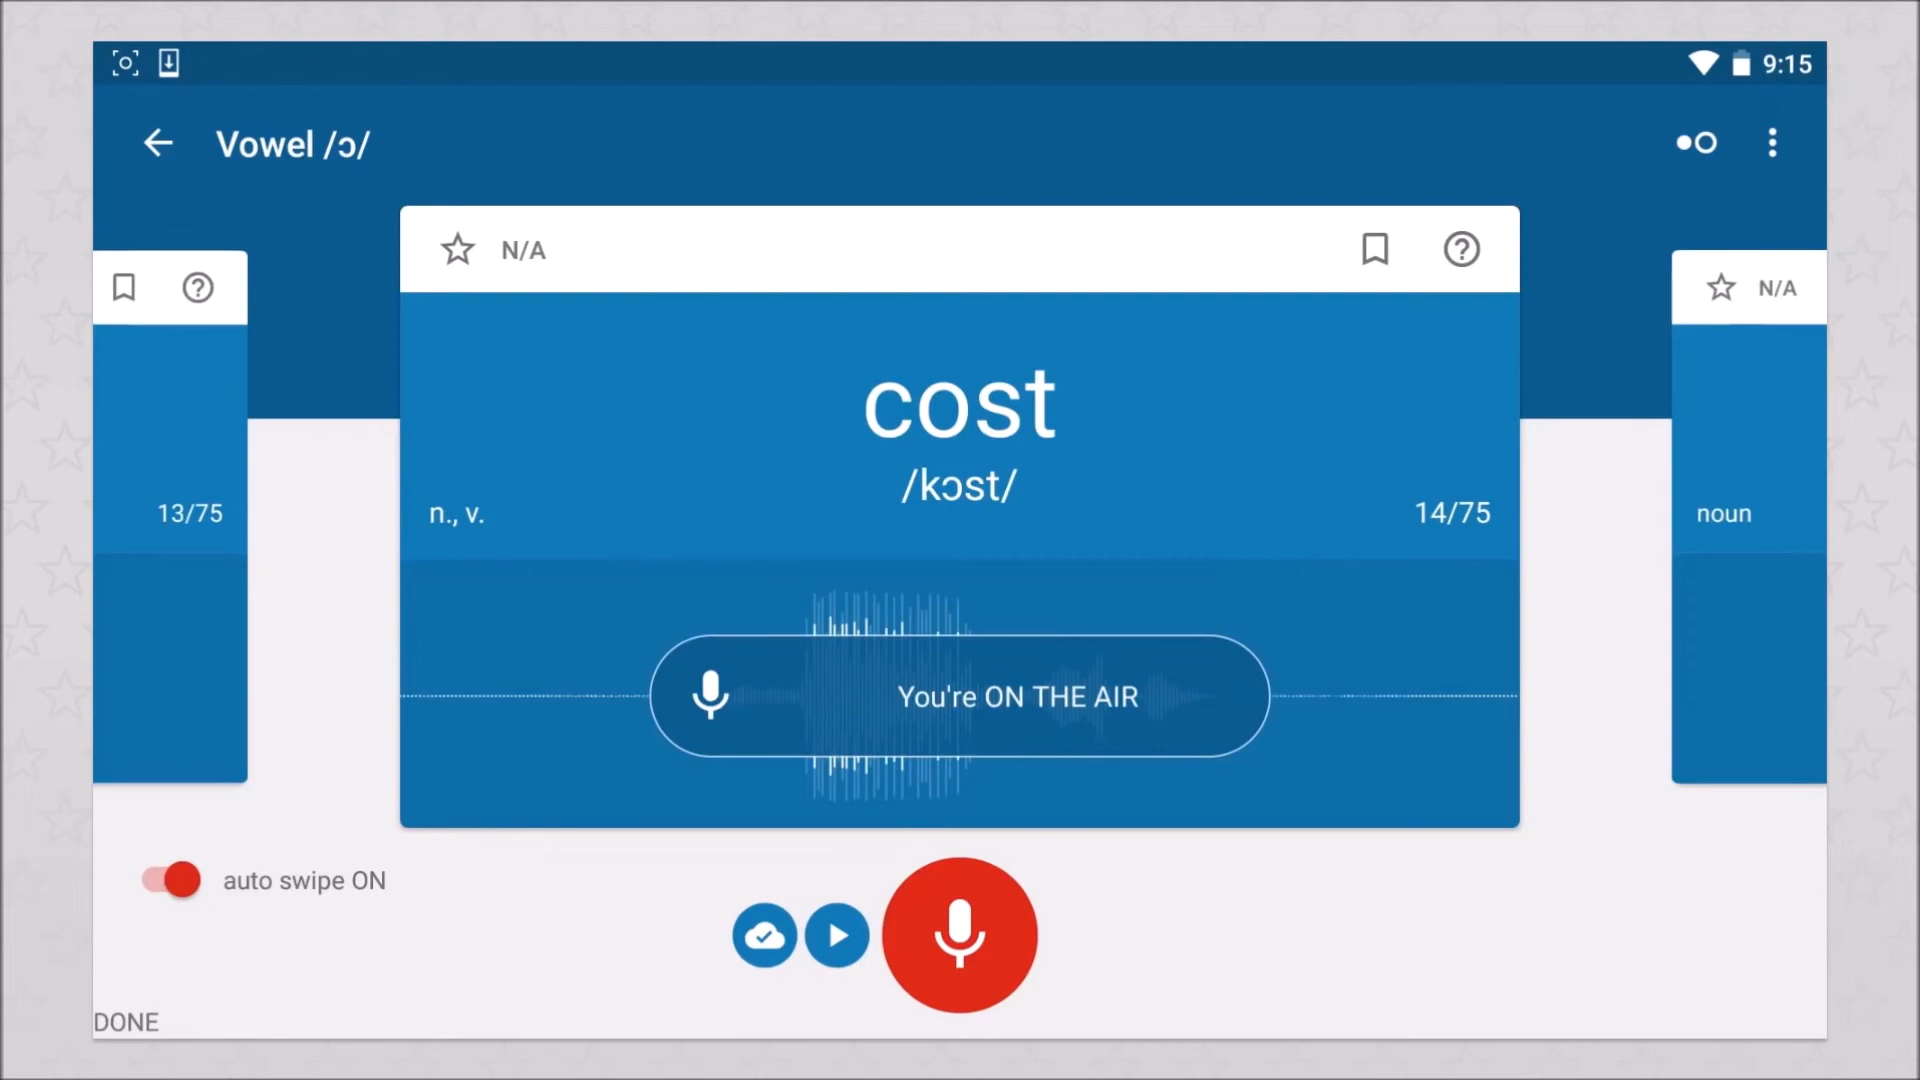 9:15
Vowel /ɔ/
N/A
N/A
cost
/kɔst/
13/75
n., v.
14/75
noun
You're ON THE AIR
auto swipe ON
DONE